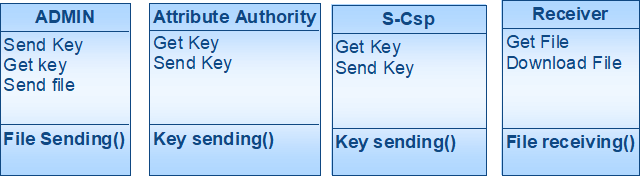 ADMIN
Send Key
Get key
Send file
File Sending()
Attribute Authority
Get Key
Send Key
Key sending()
S-Csp
Get Key
Send Key
Key sending()
Receiver
Get File
Download File
File receiving()